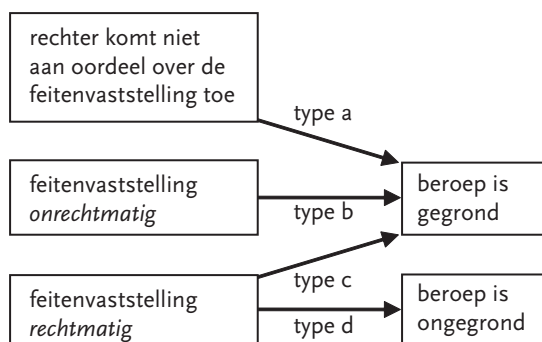 rechter komt niet
aan oordeel over de
feitenvaststelling toe
type a
feitenvaststelling
onrechtmatig
type b
beroep is
gegrond
feitenvaststelling
rechtmatig
type c
type d
beroep is
ongegrond